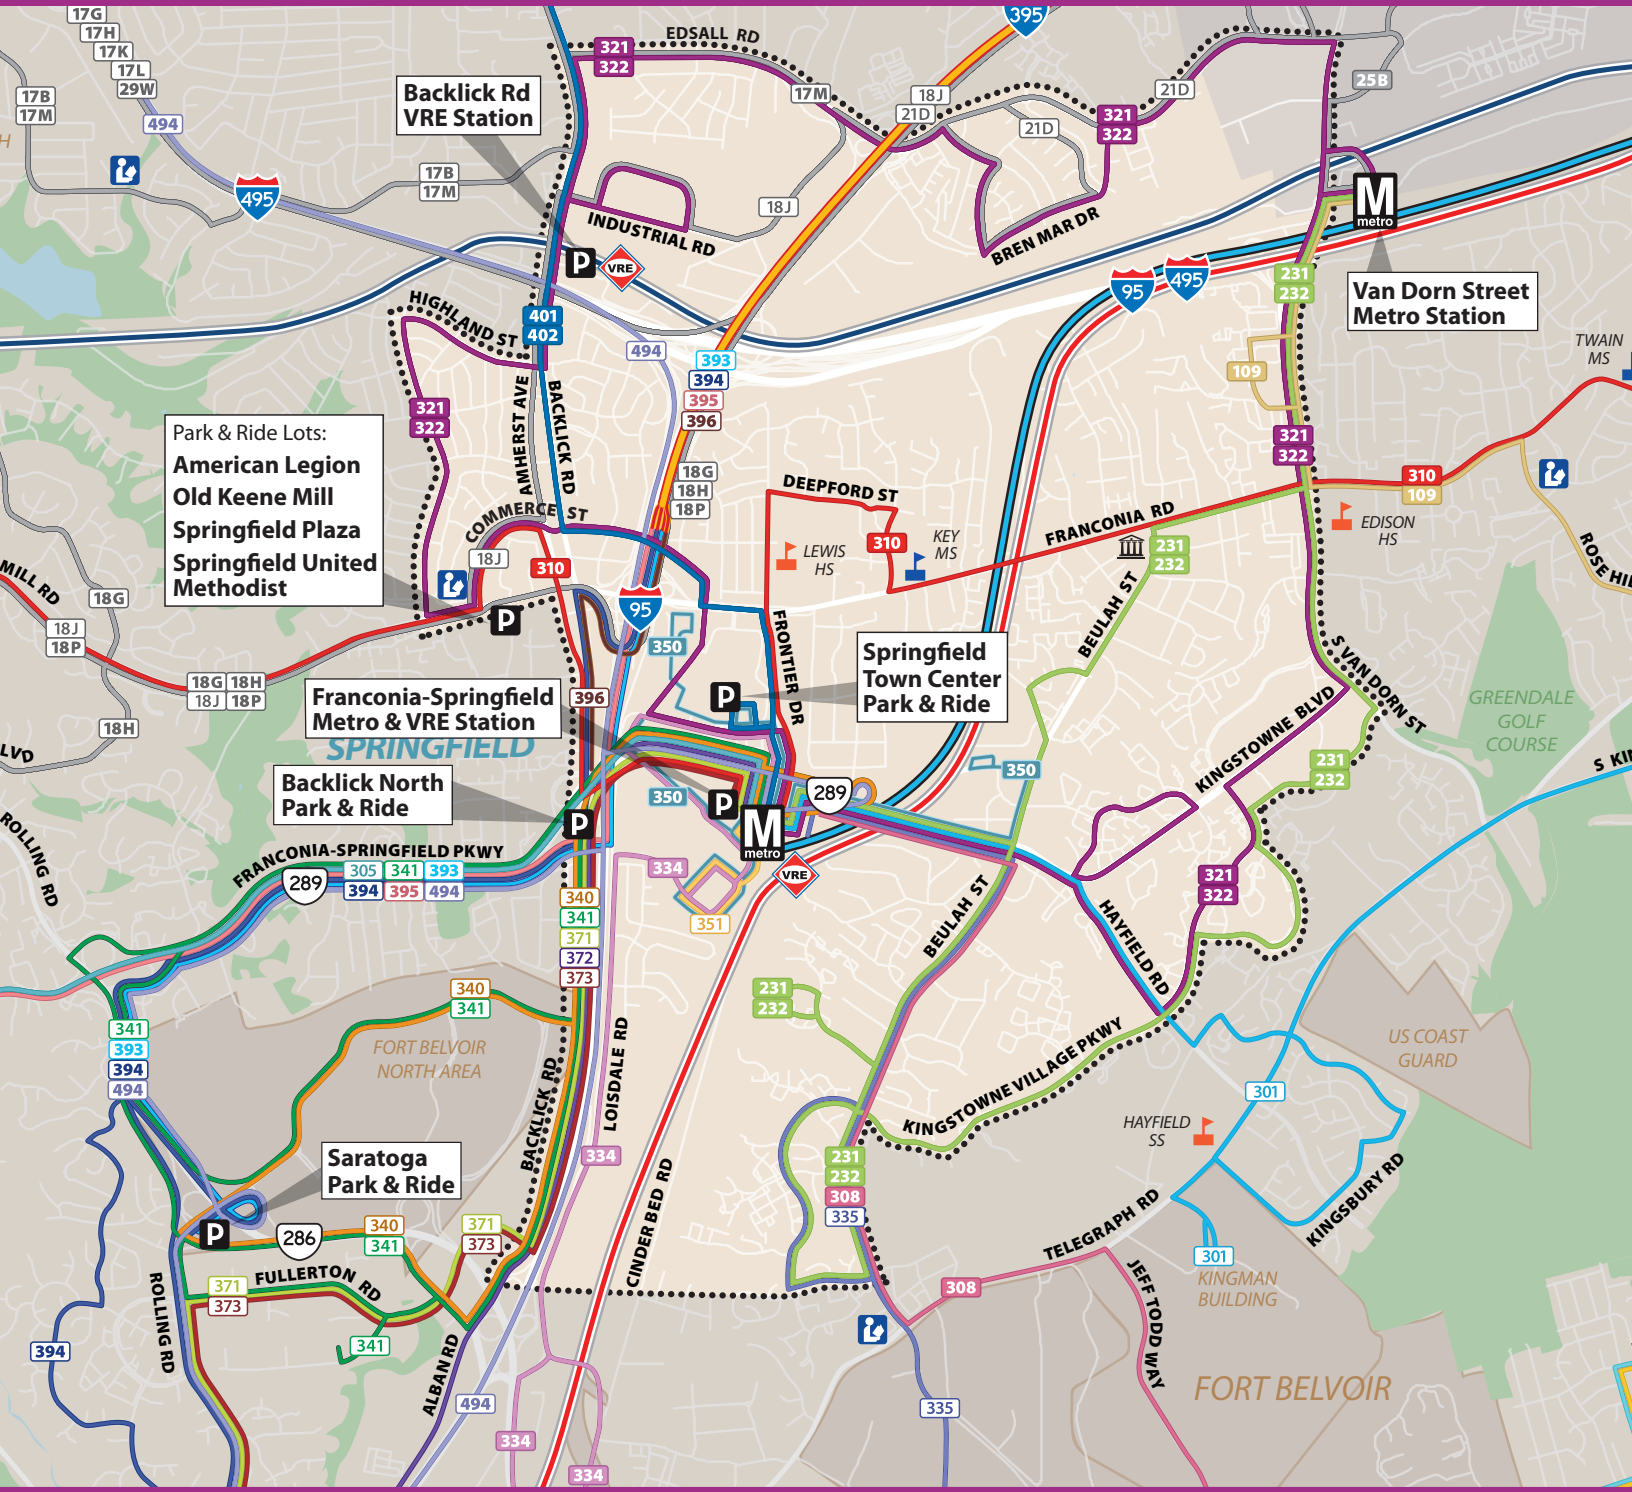 17G
17H
17K
17L
29W
17B
17M
494
495
17B
17M
H
Backlick Rd
VRE Station
321
322
EDSALL RD
17M
395
18J
21D
21D
21D
321
322
25B
M
metro
18J
INDUSTRIAL RD
BREN MAR DR
P
VRE
95
495
231
232
Van Dorn Street
Metro Station
HIGHLAND ST
401
402
494
393
394
395
396
109
TWAIN
MS
321
322
AMHERST AVE
BACKLICK RD
Park & Ride Lots:
American Legion
Old Keene Mill
Springfield Plaza
Springfield United
Methodist
321
322
18G
18H
18P
DEEPFORD ST
310
109
COMMERCE ST
18J
310
LEWIS
HS
310
KEY
MS
FRANCONIA RD
EDISON
HS
231
232
ROSE HIL
MILL RD
18G
18J
18P
P
95
350
FRONTIER DR
BEULAH ST
18G
18H
18J
18P
18H
LVD
Franconia-Springfield
Metro & VRE Station
396
P
Springfield
Town Center
Park & Ride
S VAN DORN ST
GREENDALE
GOLF
COURSE
SPRINGFIELD
KINGSTOWNE BLVD
S KIN
Backlick North
Park & Ride
P
350
P
289
350
231
232
M
metro
VRE
ROLLING RD
FRANCONIA-SPRINGFIELD PKWY
289
305
341
393
394
395
494
334
351
321
322
340
341
371
372
373
BEULAH ST
HAYFIELD RD
340
341
231
232
341
393
394
494
FORT BELVOIR
NORTH AREA
LOISDALE RD
BACKLICK RD
KINGSTOWNE VILLAGE PKWY
US COAST
GUARD
301
HAYFIELD
SS
Saratoga
Park & Ride
334
231
232
308
335
CINDER BED RD
P
286
340
341
371
373
TELEGRAPH RD
KINGSBURY RD
301
KINGMAN
BUILDING
371
373
FULLERTON RD
308
JEFF TODD WAY
ROLLING RD
341
394
ALBAN RD
494
335
FORT BELVOIR
334
334